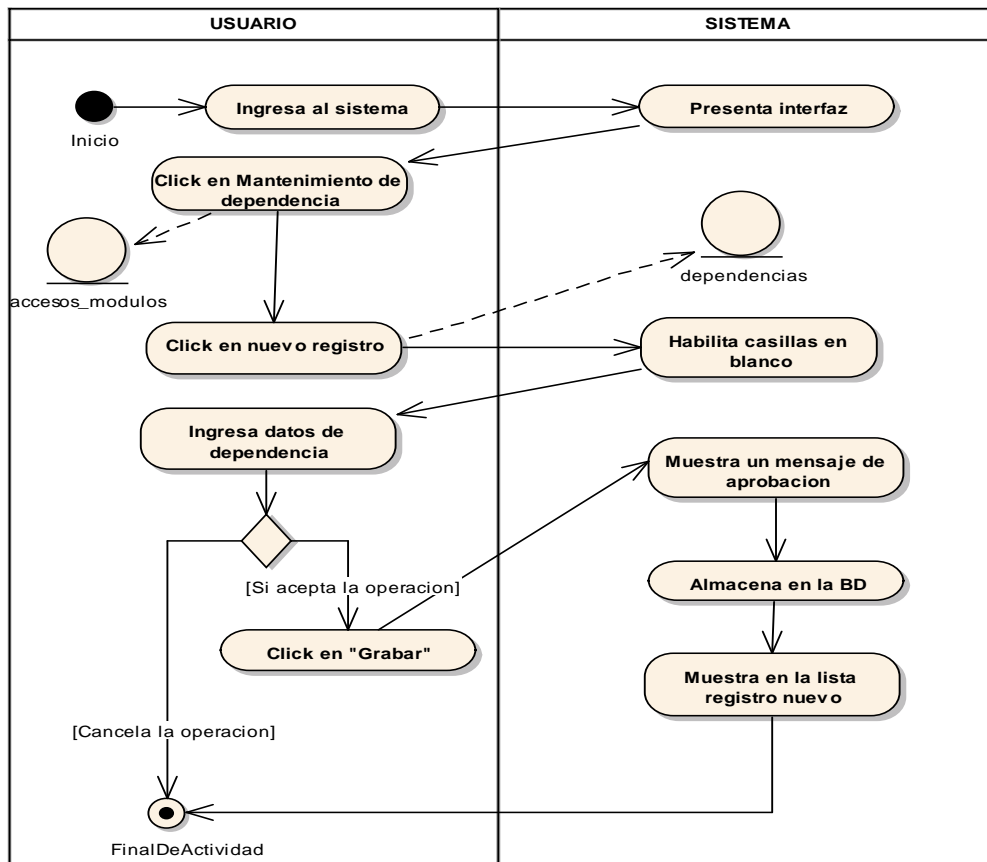 USUARIO
SISTEMA
Ingresa al sistema
Presenta interfaz
Inicio
Click en Mantenimiento de
dependencia
accesos_modulos
dependencias
Click en nuevo registro
Habilita casillas en
blanco
Ingresa datos de
dependencia
Muestra un mensaje de
aprobacion
[Si acepta la operacion]
Almacena en la BD
Click en "Grabar"
Muestra en la lista
registro nuevo
[Cancela la operacion]
FinalDeActividad